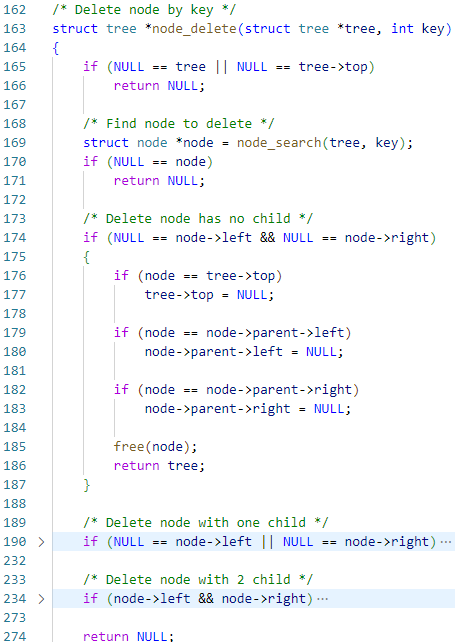 162 /* Delete node by key */
163 struct tree *node_delete(struct tree *tree, int key)
164 {
165     if (NULL == tree || NULL == tree->top)
166         return NULL;
167
168     /* Find node to delete */
169     struct node *node = node_search(tree, key);
170     if (NULL == node)
171         return NULL;
172
173     /* Delete node has no child */
174     if (NULL == node->left && NULL == node->right)
175     {
176         if (node == tree->top)
177             tree->top = NULL;
178
179         if (node == node->parent->left)
180             node->parent->left = NULL;
181
182         if (node == node->parent->right)
183             node->parent->right = NULL;
184
185         free(node);
186         return tree;
187     }
188
189     /* Delete node with one child */
190 >   if (NULL == node->left || NULL == node->right)···
232
233     /* Delete node with 2 child */
234 >   if (node->left && node->right)···
273
274     return NULL;